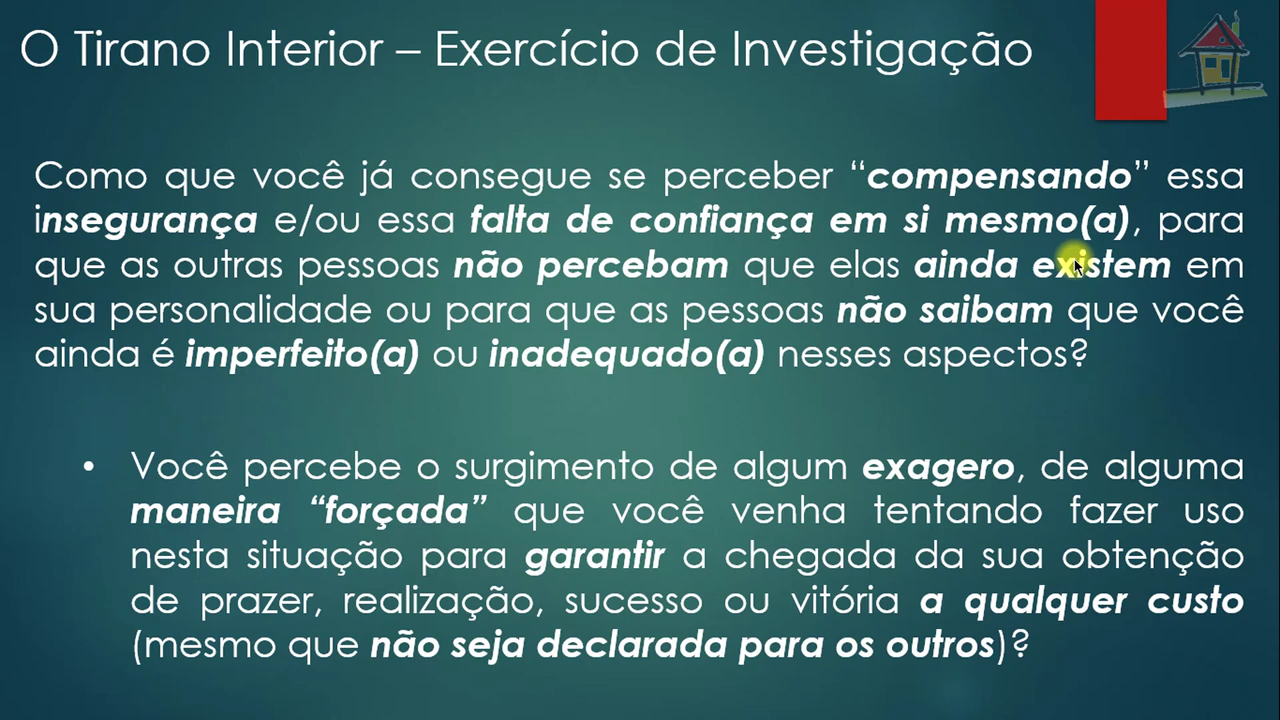 O Tirano Interior – Exercício de Investigação
Como que você já consegue se perceber “compensando” essa
insegurança e/ou essa falta de confiança em si mesmo(a), para
que as outras pessoas não percebam que elas ainda existem em
sua personalidade ou para que as pessoas não saibam que você
ainda é imperfeito(a) ou inadequado(a) nesses aspectos?
• Você percebe o surgimento de algum exagero, de alguma
maneira “forçada” que você venha tentando fazer uso
nesta situação para garantir a chegada da sua obtenção
de prazer, realização, sucesso ou vitória a qualquer custo
(mesmo que não seja declarada para os outros)?